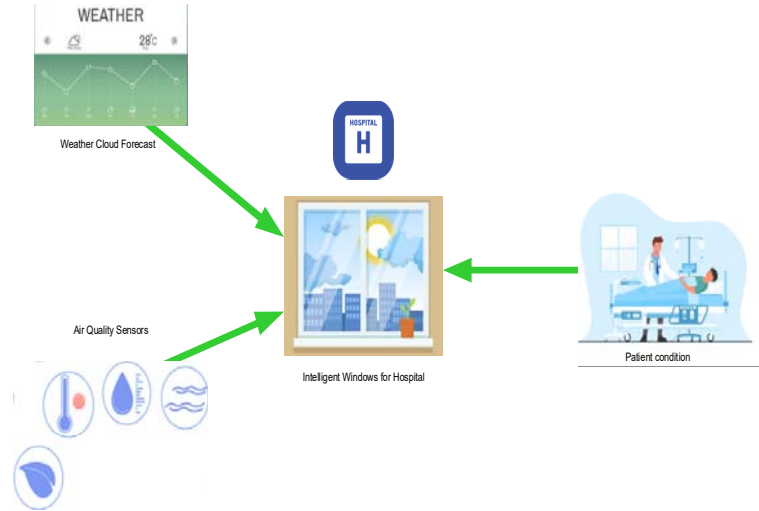 WEATHER
28°C
Weather Cloud Forecast
HOSPITAL
H
Air Quality Sensors
Intelligent Windows for Hospital
Patient condition